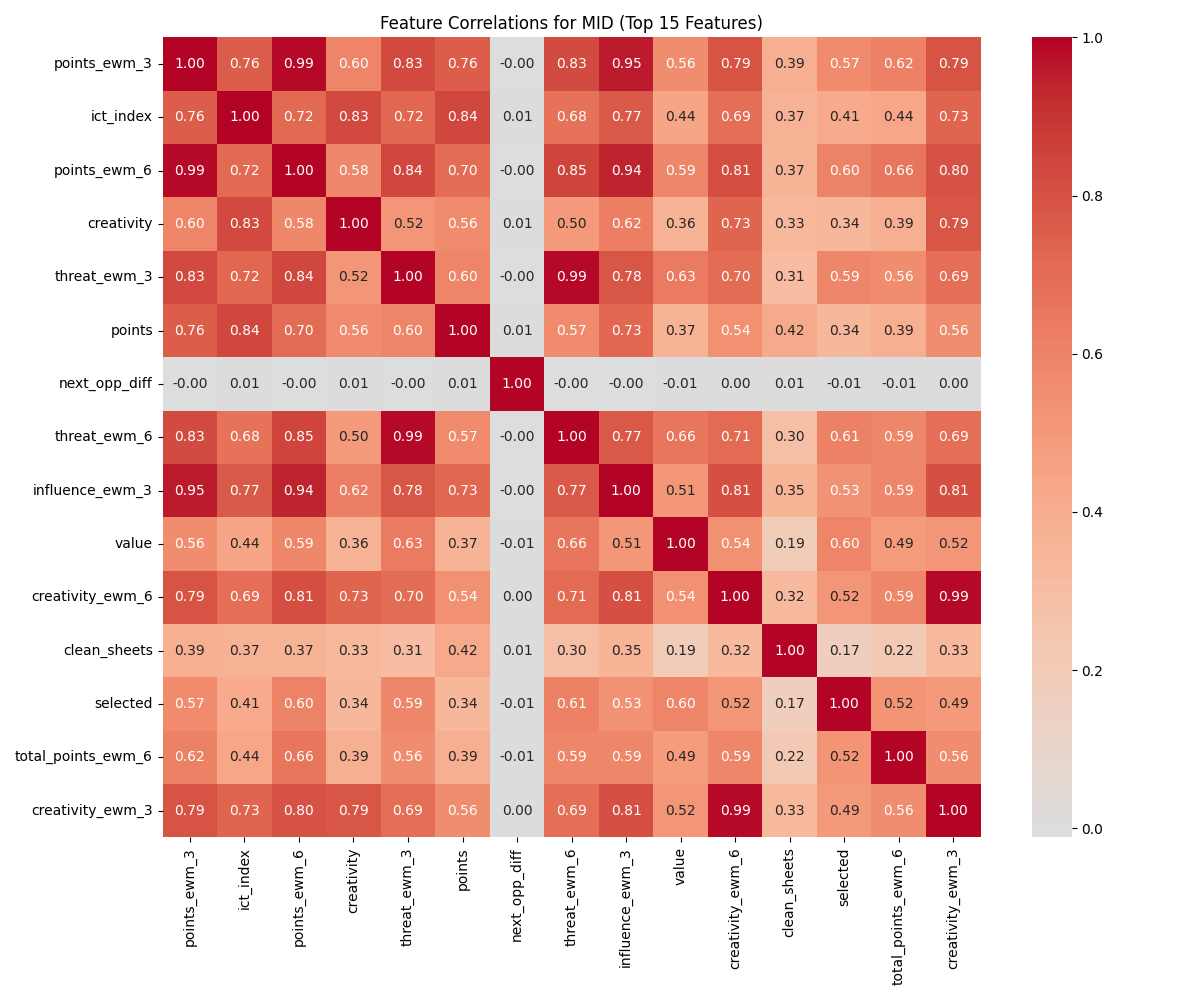 Feature Correlations for MID (Top 15 Features)
points_ewm_3 1.00 0.76 0.99 0.60 0.83 0.76 -0.00 0.83 0.95 0.56 0.79 0.39 0.57 0.62 0.79
ict_index 0.76 1.00 0.72 0.83 0.72 0.84 0.01 0.68 0.77 0.44 0.69 0.37 0.41 0.44 0.73
points_ewm_6 0.99 0.72 1.00 0.58 0.84 0.70 -0.00 0.85 0.94 0.59 0.81 0.37 0.60 0.66 0.80
creativity 0.60 0.83 0.58 1.00 0.52 0.56 0.01 0.50 0.62 0.36 0.73 0.33 0.34 0.39 0.79
threat_ewm_3 0.83 0.72 0.84 0.52 1.00 0.60 -0.00 0.99 0.78 0.63 0.70 0.31 0.59 0.56 0.69
points 0.76 0.84 0.70 0.56 0.60 1.00 0.01 0.57 0.73 0.37 0.54 0.42 0.34 0.39 0.56
next_opp_diff -0.00 0.01 -0.00 0.01 -0.00 0.01 1.00 -0.00 -0.00 -0.01 0.00 0.01 -0.01 -0.01 0.00
threat_ewm_6 0.83 0.68 0.85 0.50 0.99 0.57 -0.00 1.00 0.77 0.66 0.71 0.30 0.61 0.59 0.69
influence_ewm_3 0.95 0.77 0.94 0.62 0.78 0.73 -0.00 0.77 1.00 0.51 0.81 0.35 0.53 0.59 0.81
value 0.56 0.44 0.59 0.36 0.63 0.37 -0.01 0.66 0.51 1.00 0.54 0.19 0.60 0.49 0.52
creativity_ewm_6 0.79 0.69 0.81 0.73 0.70 0.54 0.00 0.71 0.81 0.54 1.00 0.32 0.52 0.59 0.99
clean_sheets 0.39 0.37 0.37 0.33 0.31 0.42 0.01 0.30 0.35 0.19 0.32 1.00 0.17 0.22 0.33
selected 0.57 0.41 0.60 0.34 0.59 0.34 -0.01 0.61 0.53 0.60 0.52 0.17 1.00 0.52 0.49
total_points_ewm_6 0.62 0.44 0.66 0.39 0.56 0.39 -0.01 0.59 0.59 0.49 0.59 0.22 0.52 1.00 0.56
creativity_ewm_3 0.79 0.73 0.80 0.79 0.69 0.56 0.00 0.69 0.81 0.52 0.99 0.33 0.49 0.56 1.00
points_ewm_3
ict_index
points_ewm_6
creativity
threat_ewm_3
points
next_opp_diff
threat_ewm_6
influence_ewm_3
value
creativity_ewm_6
clean_sheets
selected
total_points_ewm_6
creativity_ewm_3
1.0
0.8
0.6
0.4
0.2
0.0